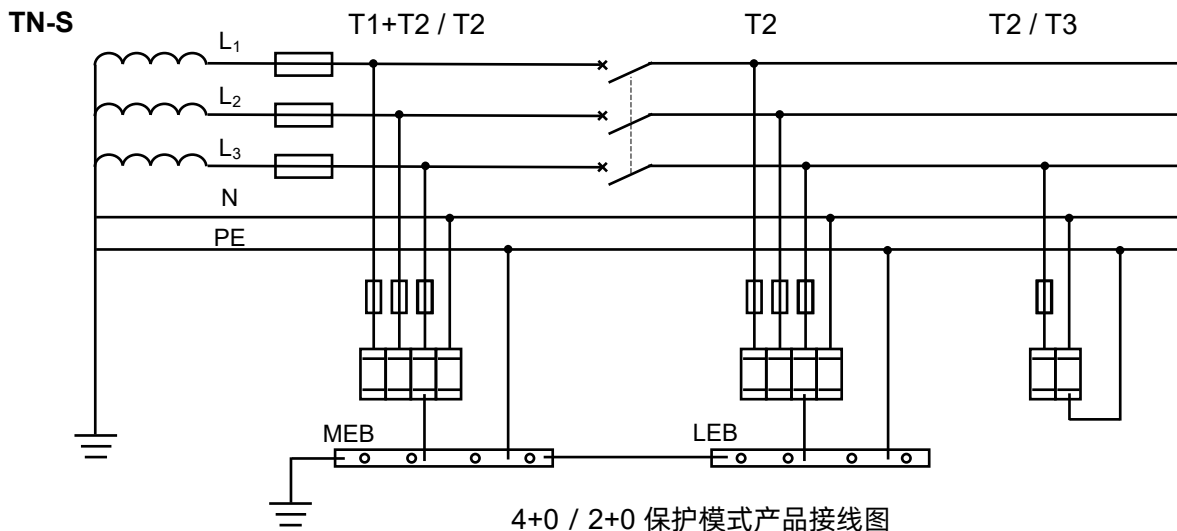 TN-S T1+T2 / T2 T2 T2 / T3
L₁
L₂
L₃
N
PE
MEB LEB
4+0 / 2+0 保护模式产品接线图